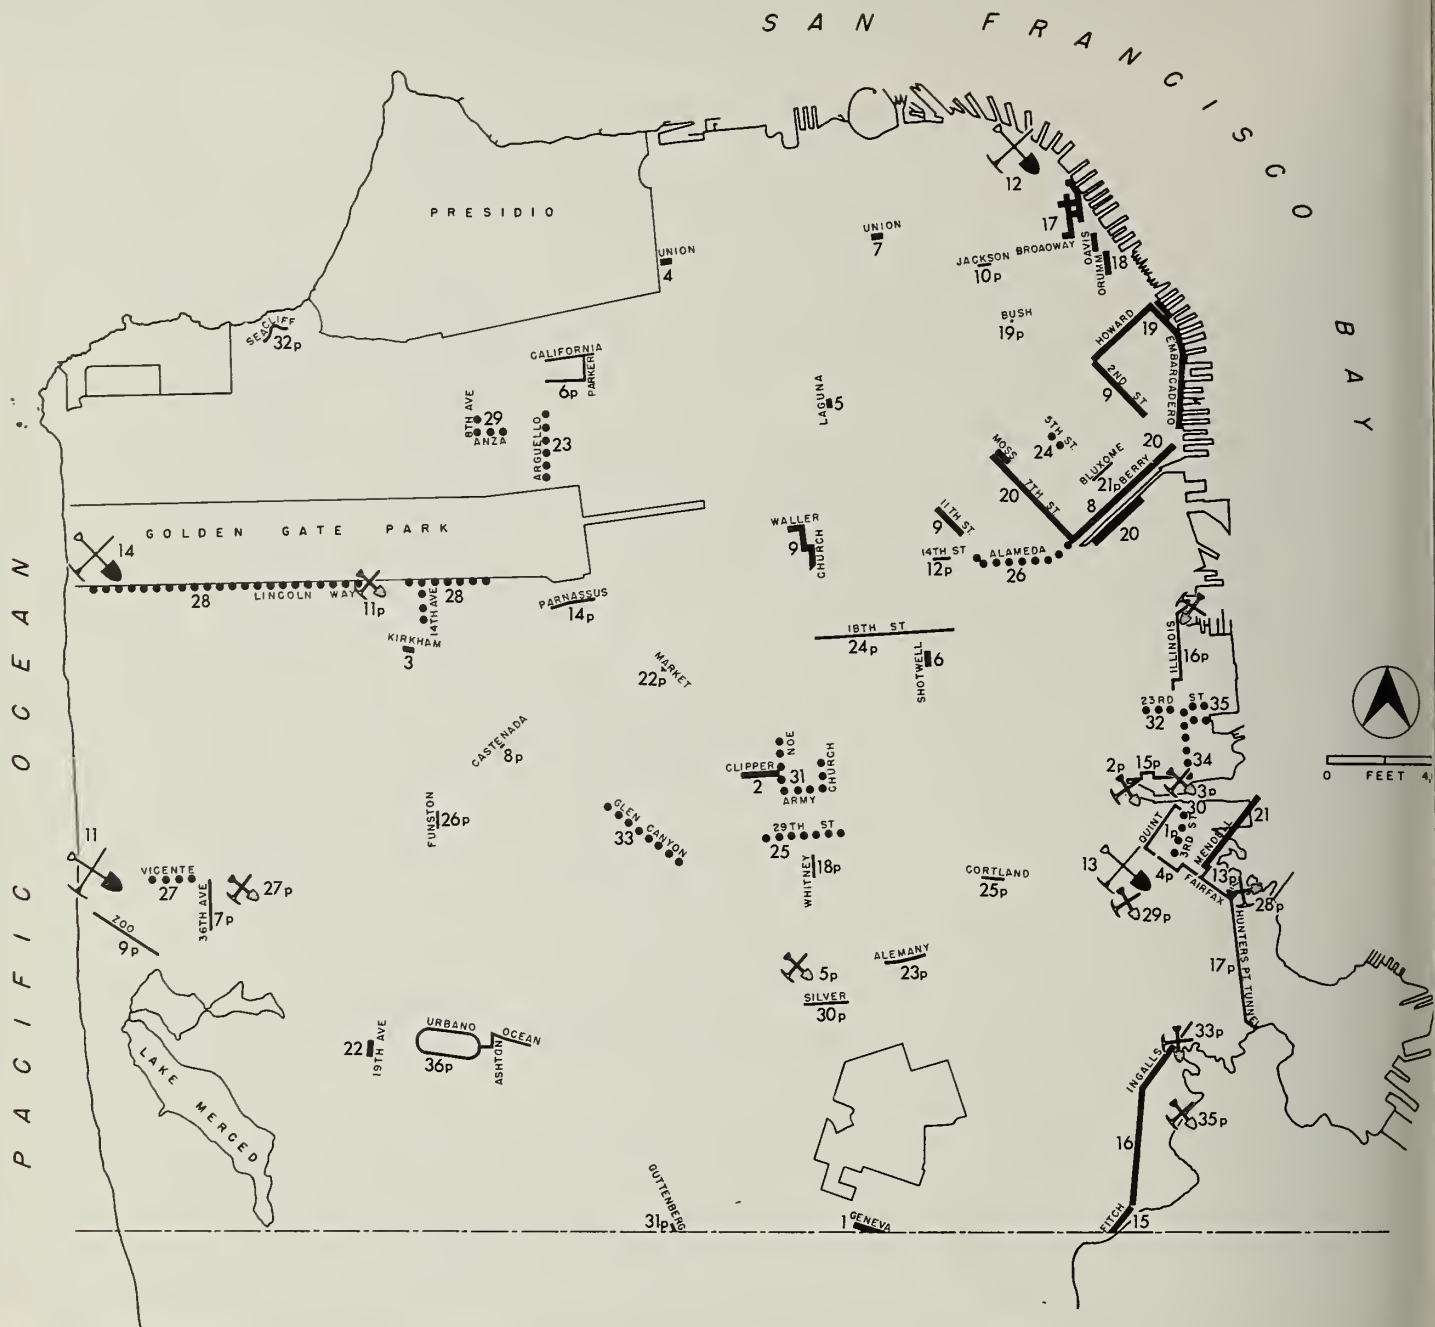 SAN FRANCISCO BAY
PACIFIC OCEAN
12
PRESIDIO
17
UNION
7
UNION
4
JACKSON
10p
BROADWAY
DAVIS
DRUMM
18
SEACLIFF
32p
BUSH
19p
HOWARD
19
EMBARCADERO
CALIFORNIA
PARKER
6p
2ND ST
9
LAGUNA
5
8TH AVE
29
ANZA
ARGUELLO
23
5TH ST.
24
MOSS
20
7TH ST
BLUXOME
21p
BERRY
20
8
20
GOLDEN GATE PARK
14
WALLER
9
CHURCH
11TH ST.
9
14TH ST
12p
ALAMEDA
26
28
LINCOLN WAY
11p
28
14TH AVE
KIRKHAM
3
PARNASSUS
14p
18TH ST
24p
SHOTWELL
6
ILLINOIS
16p
MARKET
22p
23RD ST
32
35
CASTENADA
8p
CLIPPER
2
NOE
31
ARMY
CHURCH
2p
15p
34
3p
0 FEET 4,
FUNSTON
26p
GLEN CANYON
33
29TH ST
25
WHITNEY
18p
QUINT
30
1p
3RD ST
MENDELL
21
11
VICENTE
27
36TH AVE
7p
27p
ZOO
9p
CORTLAND
25p
13
4p
FAIRFAX
13p
29p
28p
HUNTERS PT TUNNEL
17p
5p
SILVER
30p
ALEMANY
23p
LAKE MERCED
22
19TH AVE
URBANO
36p
OCEAN
ASHTON
33p
INGALLS
35p
16
GUTTENBERG
31p
1
GENEVA
FITCH
15